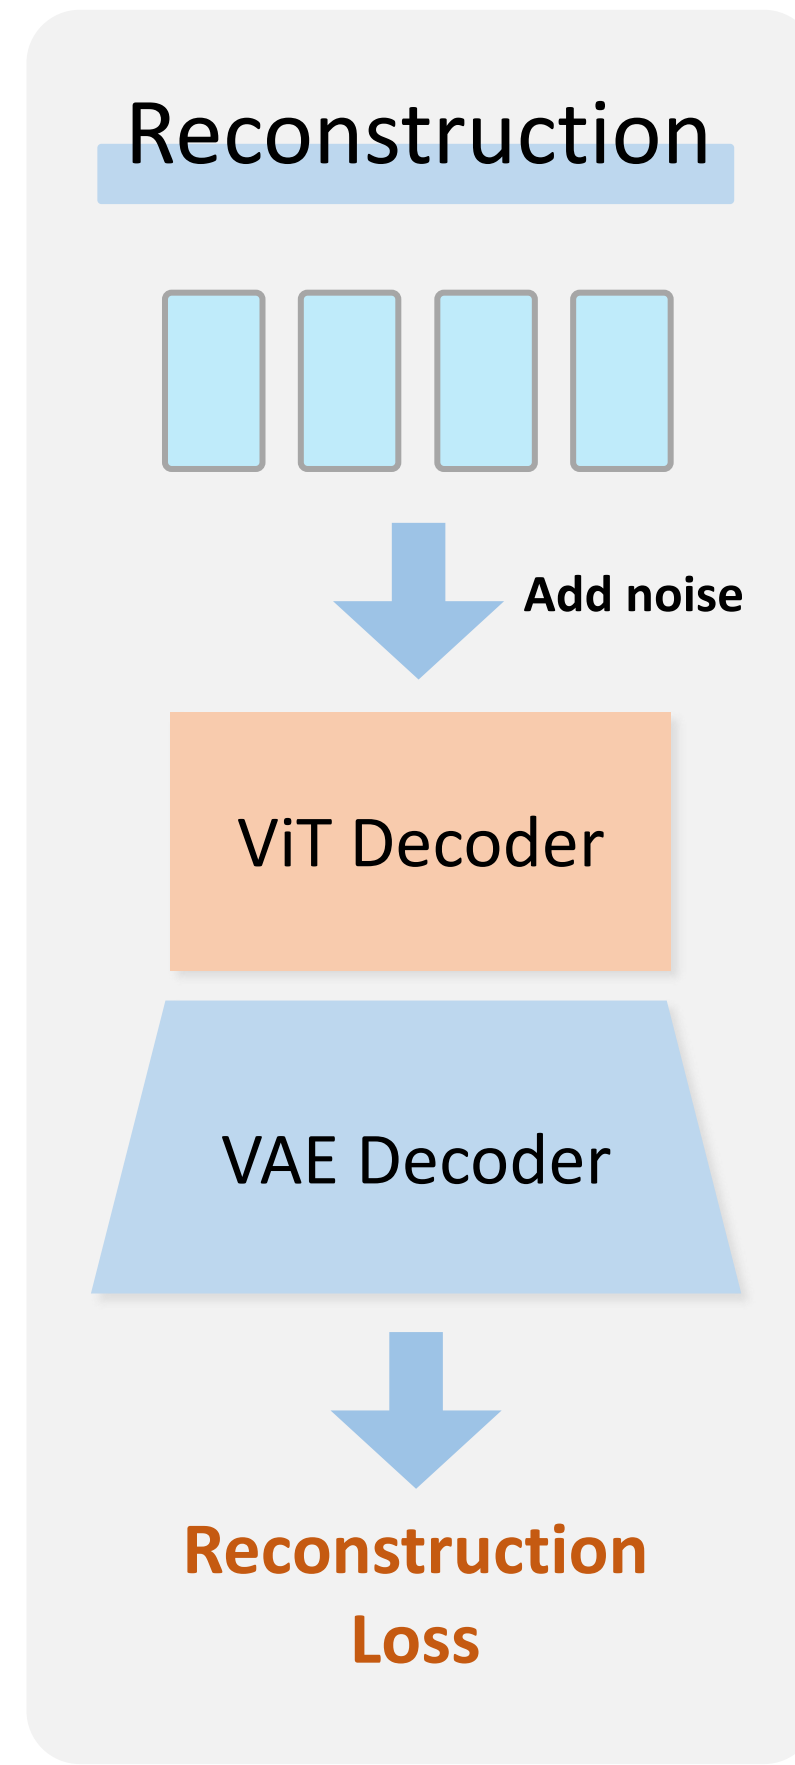 Reconstruction
Add noise
ViT Decoder
VAE Decoder
Reconstruction
Loss